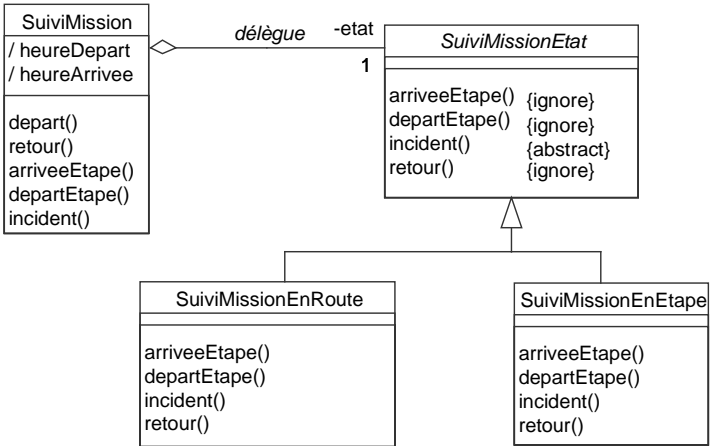 SuiviMission
/ heureDepart
/ heureArrivee
depart()
retour()
arriveeEtape()
departEtape()
incident()
délègue
-etat
1
SuiviMissionEtat
arriveeEtape() {ignore}
departEtape() {ignore}
incident() {abstract}
retour() {ignore}
SuiviMissionEnRoute
arriveeEtape()
departEtape()
incident()
retour()
SuiviMissionEnEtape
arriveeEtape()
departEtape()
incident()
retour()